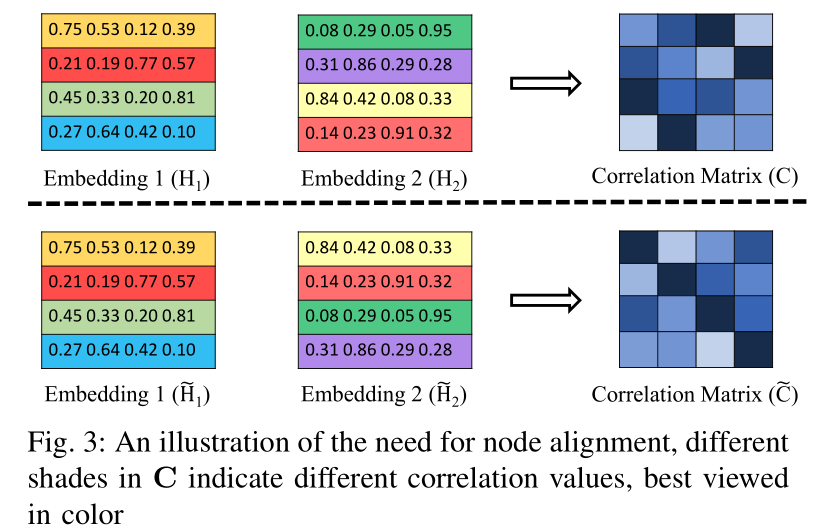 0.75 0.53 0.12 0.39
0.21 0.19 0.77 0.57
0.45 0.33 0.20 0.81
0.27 0.64 0.42 0.10
Embedding 1 (H₁)
0.08 0.29 0.05 0.95
0.31 0.86 0.29 0.28
0.84 0.42 0.08 0.33
0.14 0.23 0.91 0.32
Embedding 2 (H₂)
Correlation Matrix (C)
0.75 0.53 0.12 0.39
0.21 0.19 0.77 0.57
0.45 0.33 0.20 0.81
0.27 0.64 0.42 0.10
Embedding 1 (H̃₁)
0.84 0.42 0.08 0.33
0.14 0.23 0.91 0.32
0.08 0.29 0.05 0.95
0.31 0.86 0.29 0.28
Embedding 2 (H̃₂)
Correlation Matrix (C̃)
Fig. 3: An illustration of the need for node alignment, different
shades in C indicate different correlation values, best viewed
in color